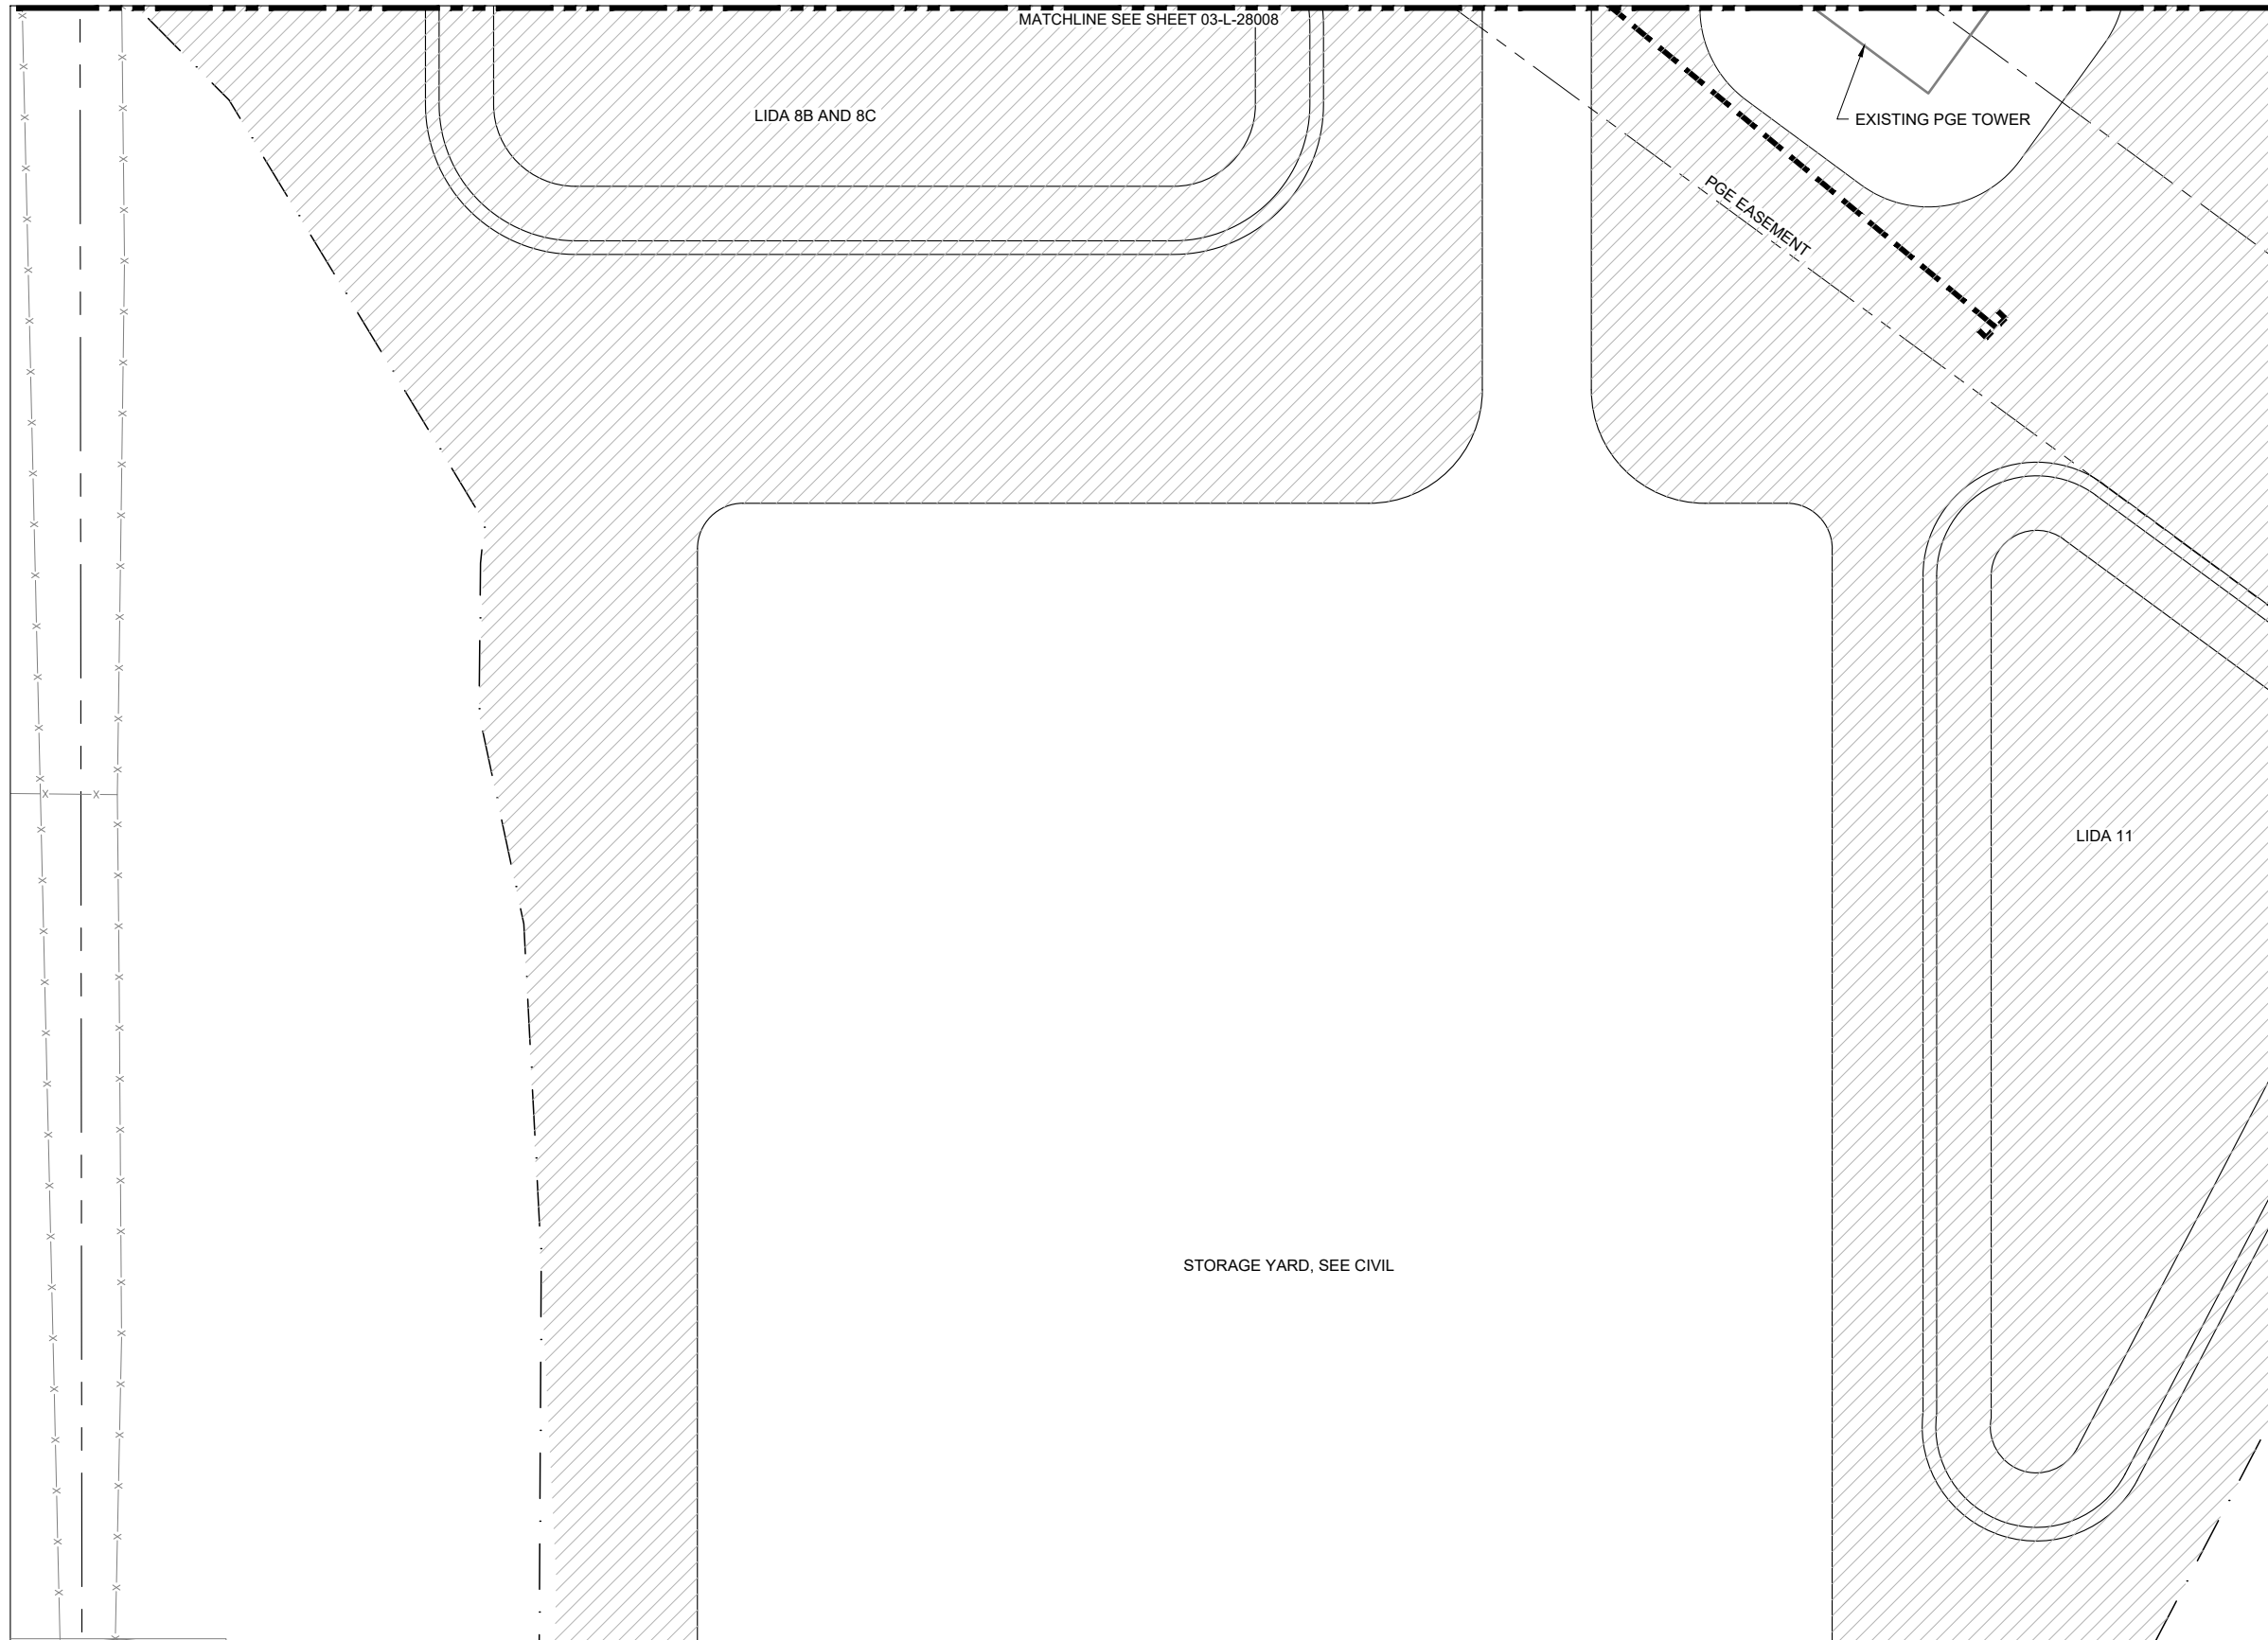 MATCHLINE SEE SHEET 03-L-28008
LIDA 8B AND 8C
EXISTING PGE TOWER
PGE EASEMENT
LIDA 11
STORAGE YARD, SEE CIVIL